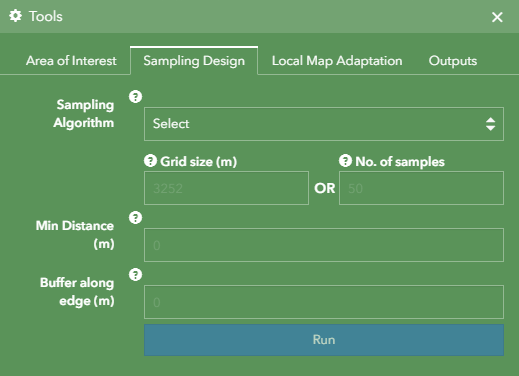 Tools
Area of Interest
Sampling Design
Local Map Adaptation
Outputs
Sampling
Algorithm
Select
Grid size (m)
No. of samples
3252
OR
50
Min Distance
(m)
0
Buffer along
edge (m)
0
Run